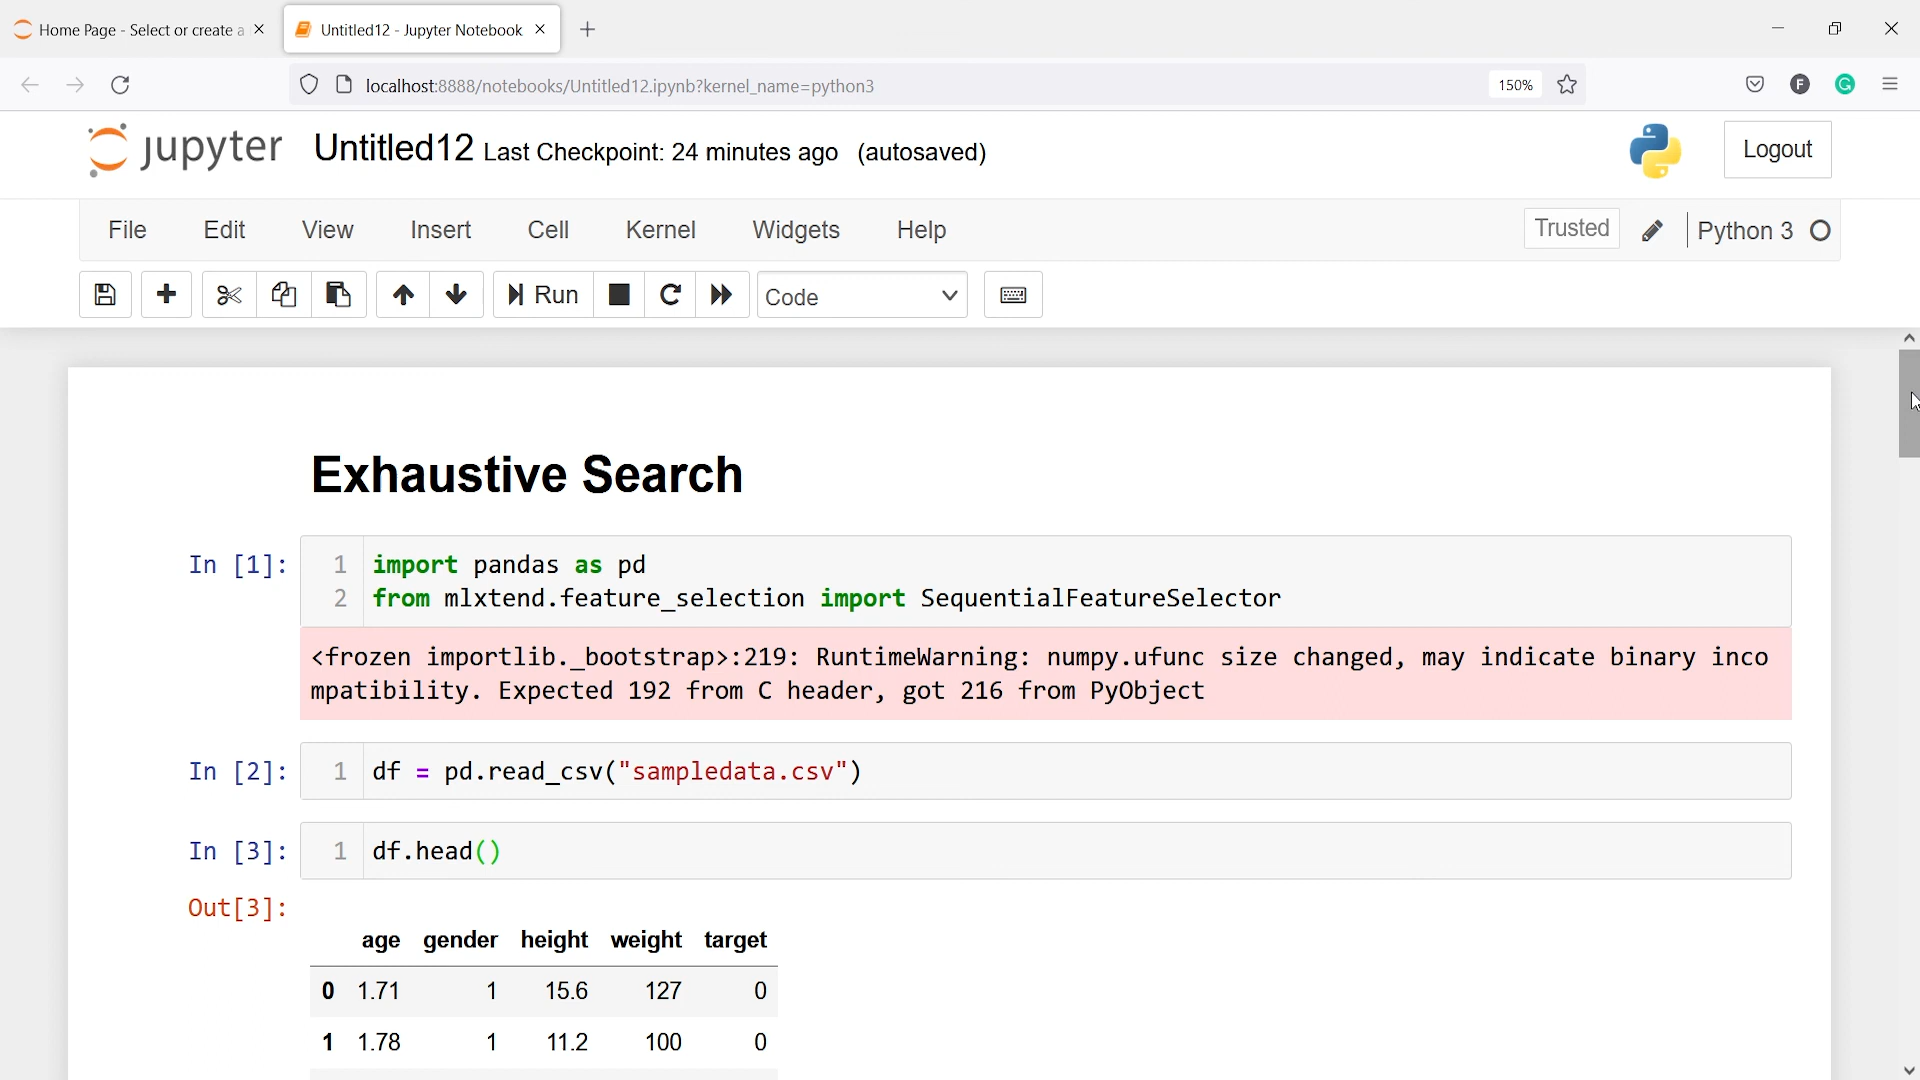 Home Page - Select or create a
Untitled12 - Jupyter Notebook
localhost:8888/notebooks/Untitled12.ipynb?kernel_name=python3
150%
F
G
jupyter Untitled12 Last Checkpoint: 24 minutes ago (autosaved)
Logout
File Edit View Insert Cell Kernel Widgets Help
Trusted
Python 3
Run
Code
Exhaustive Search
In [1]:
1 import pandas as pd
2 from mlxtend.feature_selection import SequentialFeatureSelector
<frozen importlib._bootstrap>:219: RuntimeWarning: numpy.ufunc size changed, may indicate binary inco
mpatibility. Expected 192 from C header, got 216 from PyObject
In [2]: 1 df = pd.read_csv("sampledata.csv")
In [3]: 1 df.head()
Out[3]:
age gender height weight target
0 1.71 1 15.6 127 0
1 1.78 1 11.2 100 0